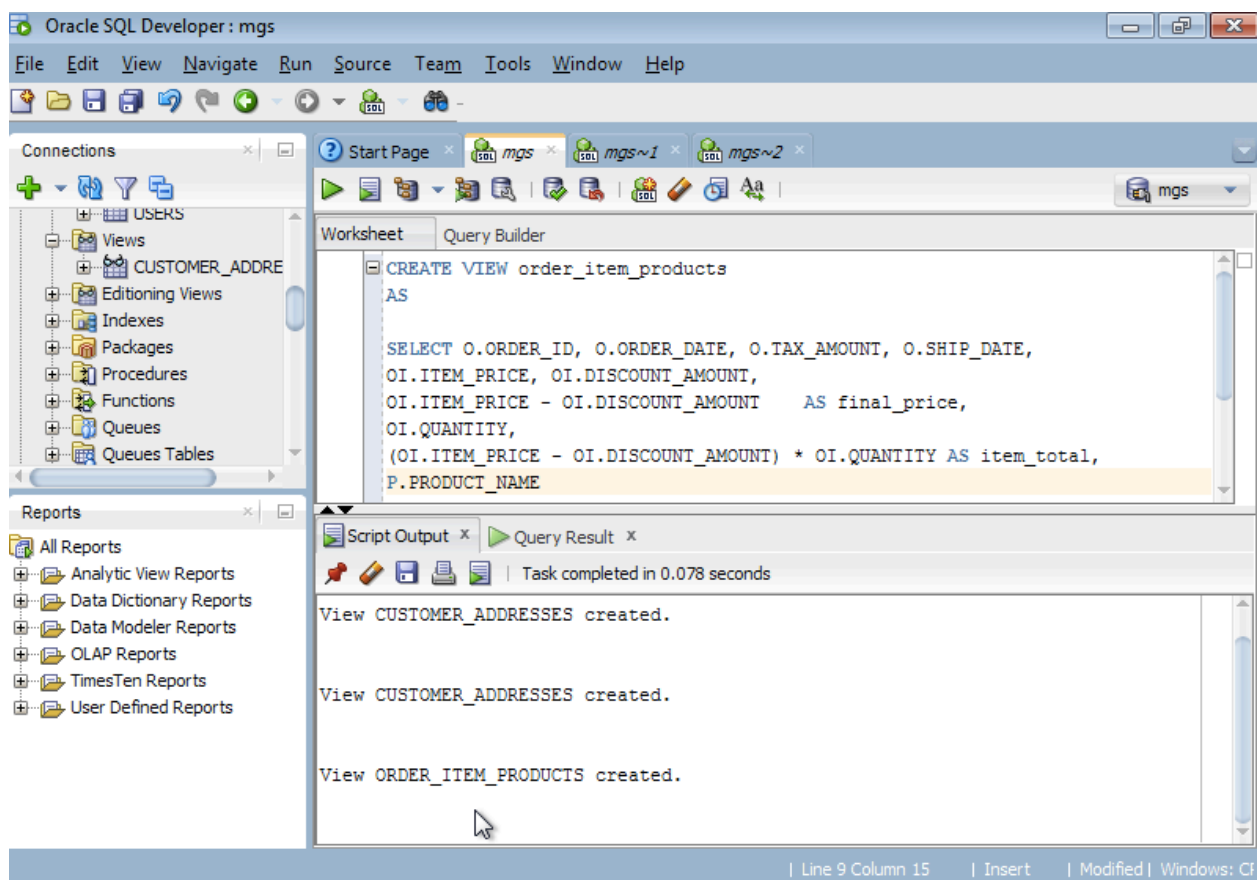 Oracle SQL Developer : mgs
File Edit View Navigate Run Source Team Tools Window Help
Connections
USERS
Views
CUSTOMER_ADDRE
Editioning Views
Indexes
Packages
Procedures
Functions
Queues
Queues Tables
Reports
All Reports
Analytic View Reports
Data Dictionary Reports
Data Modeler Reports
OLAP Reports
TimesTen Reports
User Defined Reports
Start Page mgs mgs~1 mgs~2
mgs
Worksheet Query Builder
CREATE VIEW order_item_products
AS
SELECT O.ORDER_ID, O.ORDER_DATE, O.TAX_AMOUNT, O.SHIP_DATE,
OI.ITEM_PRICE, OI.DISCOUNT_AMOUNT,
OI.ITEM_PRICE - OI.DISCOUNT_AMOUNT AS final_price,
OI.QUANTITY,
(OI.ITEM_PRICE - OI.DISCOUNT_AMOUNT) * OI.QUANTITY AS item_total,
P.PRODUCT_NAME
Script Output x Query Result x
Task completed in 0.078 seconds
View CUSTOMER_ADDRESSES created.
View CUSTOMER_ADDRESSES created.
View ORDER_ITEM_PRODUCTS created.
| Line 9 Column 15 | Insert | Modified | Windows: CF